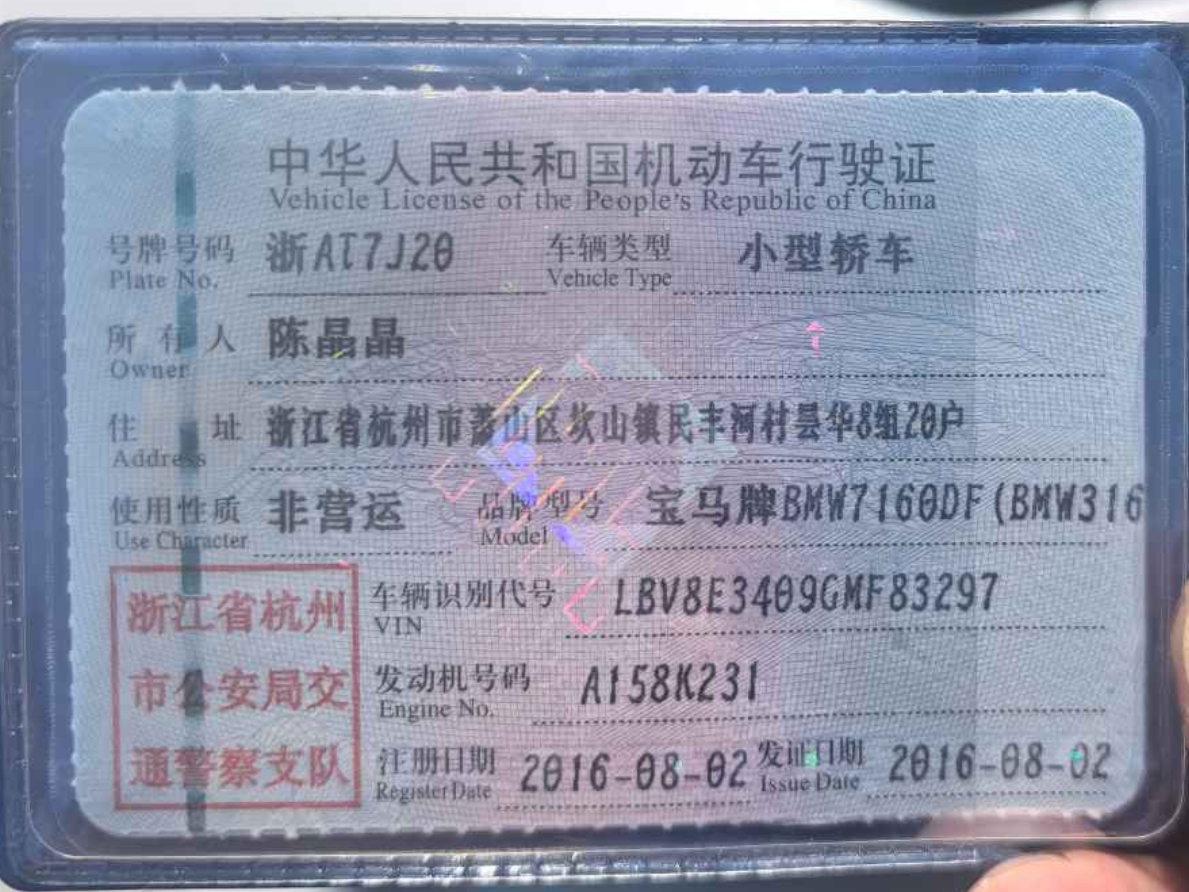 中华人民共和国机动车行驶证
Vehicle License of the People's Republic of China
号牌号码 浙AT7J20 车辆类型 小型轿车
Plate No. Vehicle Type
所有人 陈晶晶
Owner
住址 浙江省杭州市萧山区坎山镇民丰河村昙华8组20户
Address
使用性质 非营运 品牌型号 宝马牌BMW7160DF(BMW316
Use Character Model
浙江省杭州 车辆识别代号 LBV8E3409GMF83297
VIN
市公安局交 发动机号码 A158K231
Engine No.
通警察支队 注册日期 2016-08-02 发证日期 2016-08-02
Register Date Issue Date